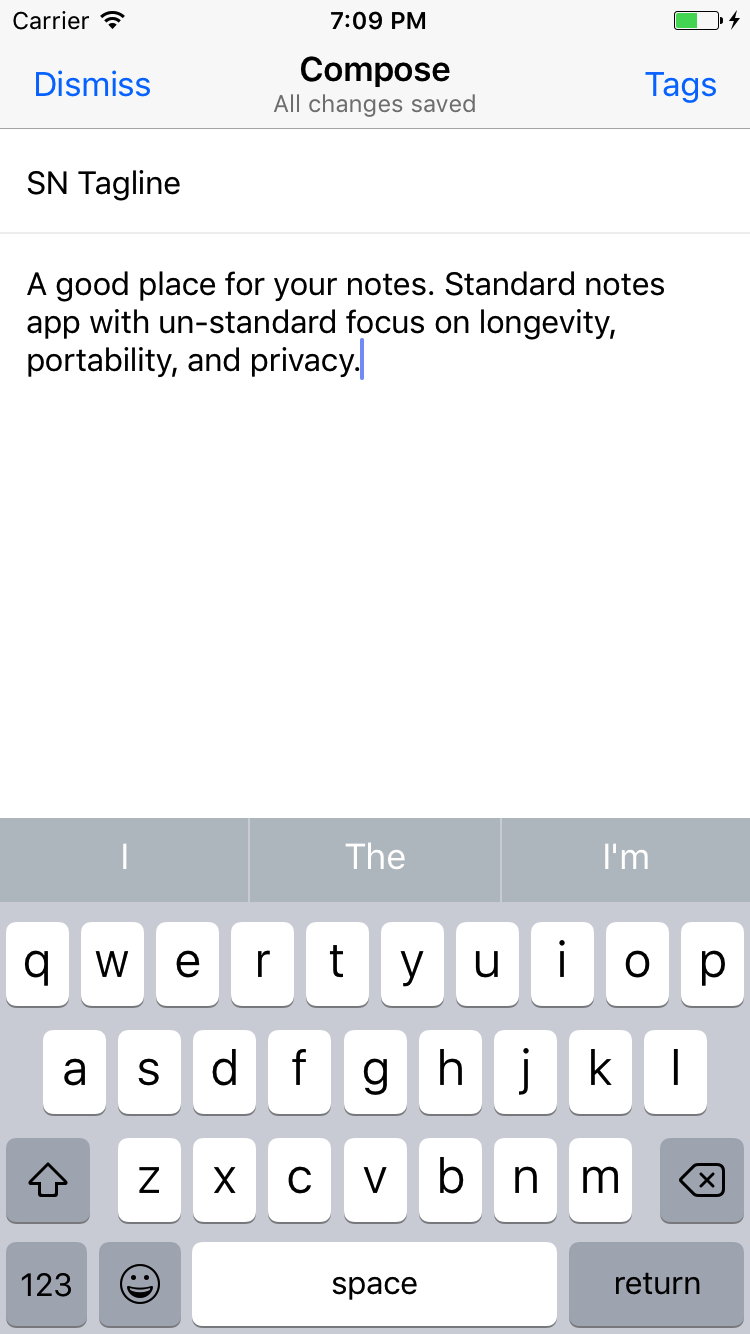 Carrier 7:09 PM
Compose
Dismiss Tags
All changes saved
SN Tagline
A good place for your notes. Standard notes
app with un-standard focus on longevity,
portability, and privacy.
I The I'm
q w e r t y u i o p
a s d f g h j k l
z x c v b n m
123 space return